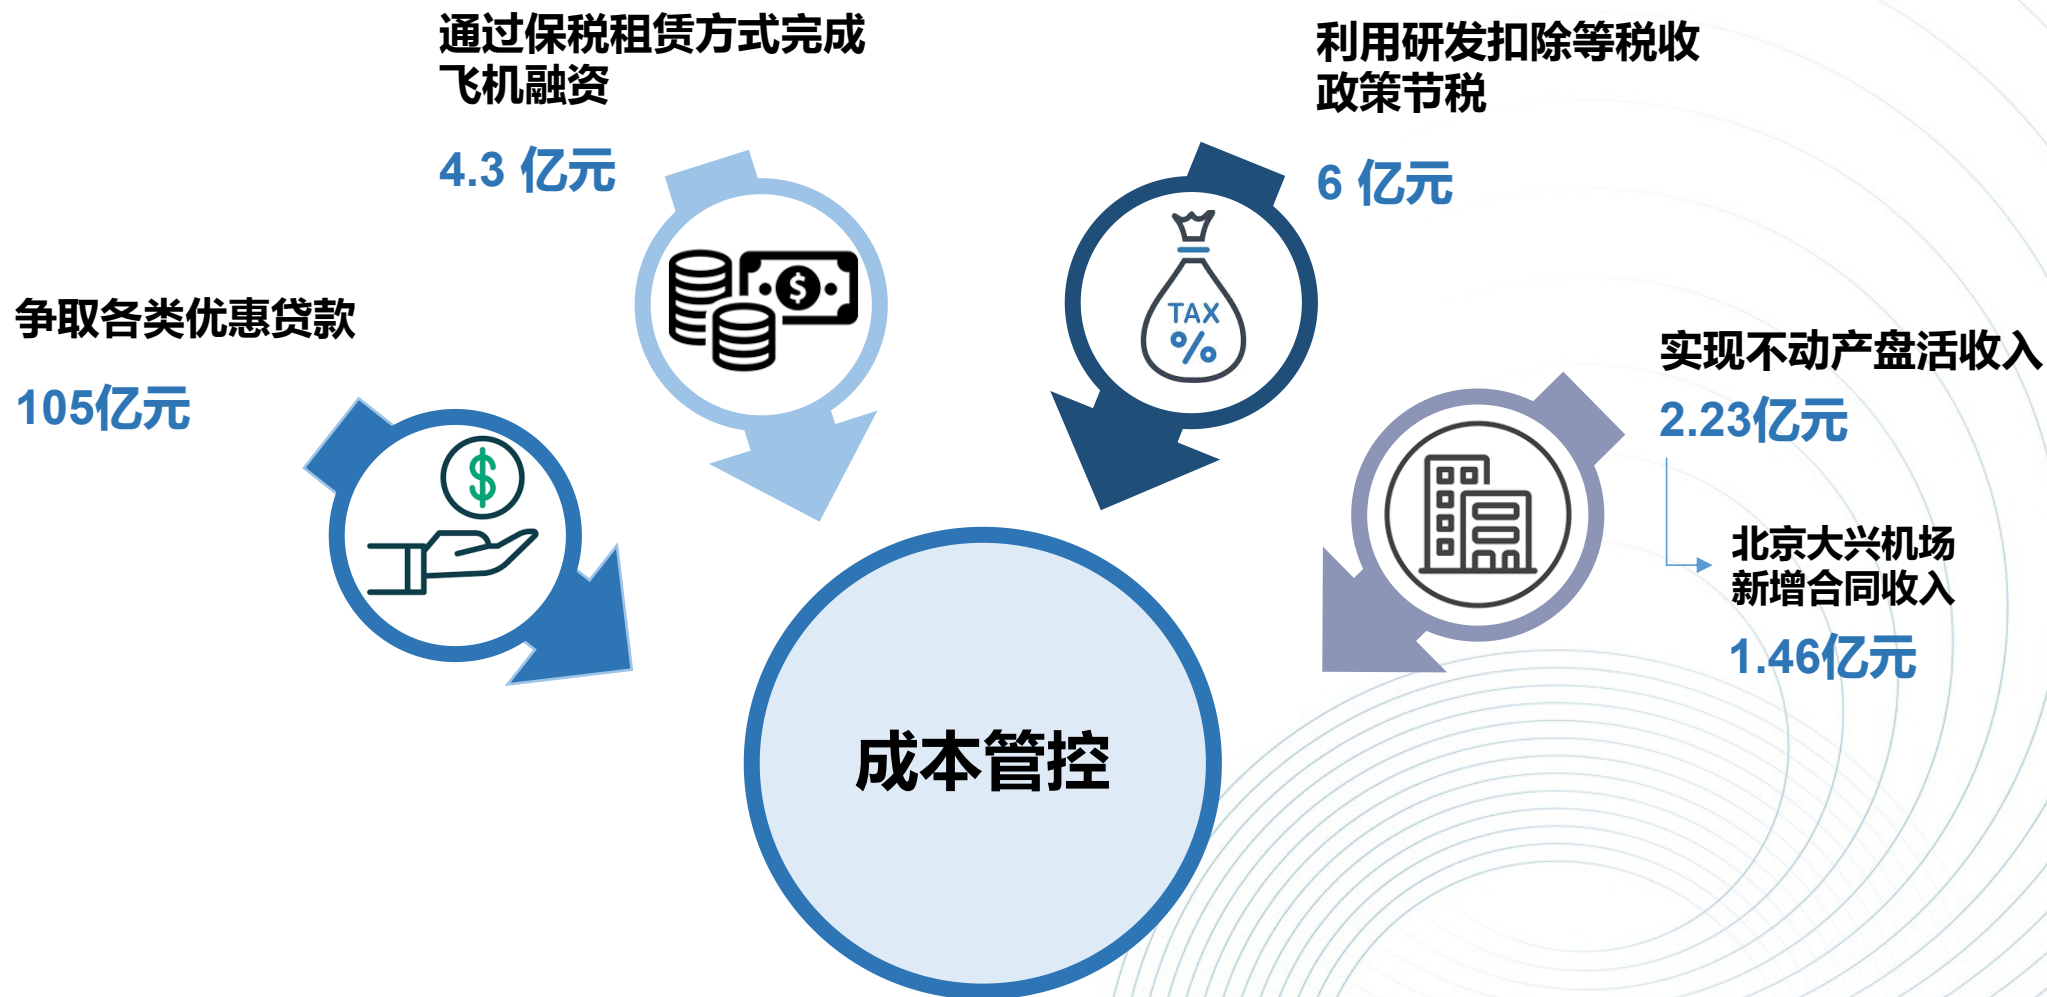 通过保税租赁方式完成
飞机融资
4.3 亿元
利用研发扣除等税收
政策节税
6 亿元
争取各类优惠贷款
105亿元
TAX
%
实现不动产盘活收入
2.23亿元
北京大兴机场
新增合同收入
1.46亿元
成本管控